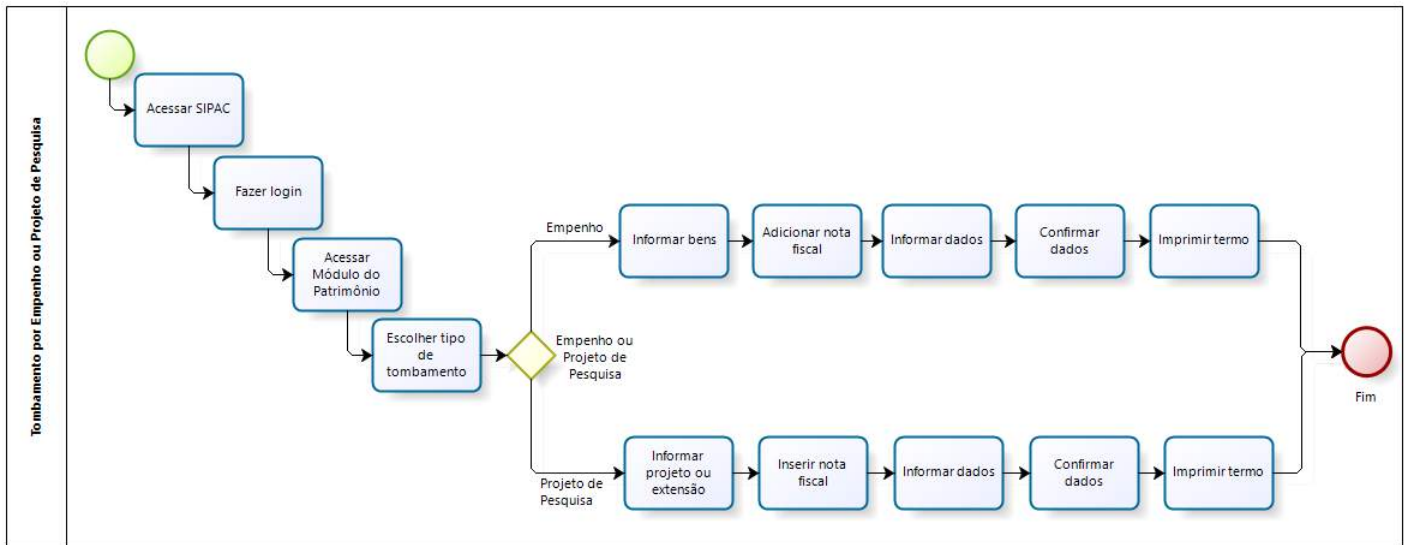 Tombamento por Empenho ou Projeto de Pesquisa
Acessar SIPAC
Fazer login
Acessar
Módulo do
Patrimônio
Escolher tipo
de
tombamento
Empenho ou
Projeto de
Pesquisa
Empenho
Informar bens
Adicionar nota
fiscal
Informar dados
Confirmar
dados
Imprimir termo
Projeto de
Pesquisa
Informar
projeto ou
extensão
Inserir nota
fiscal
Informar dados
Confirmar
dados
Imprimir termo
Fim